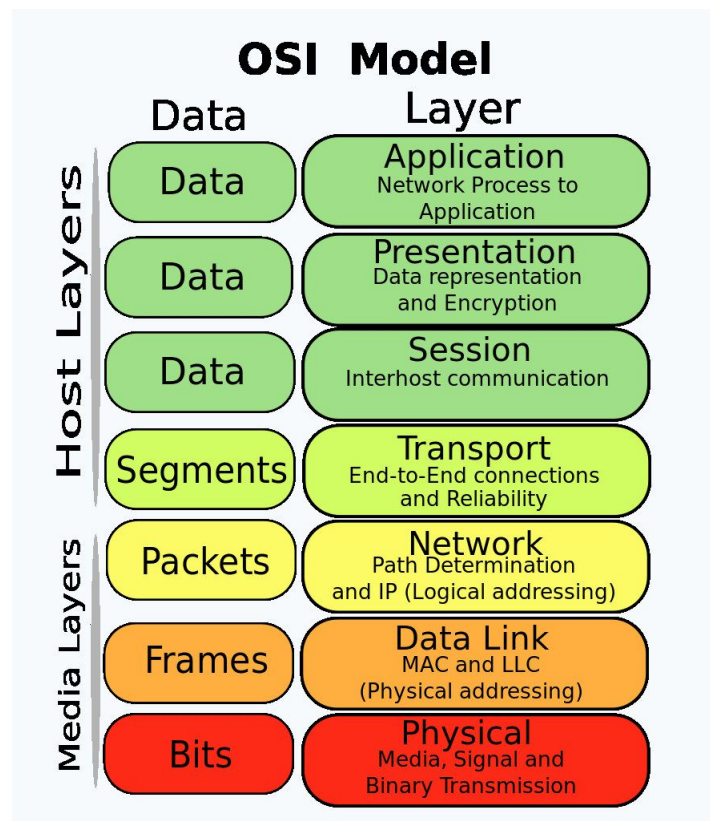 OSI Model
Data
Layer
Host Layers
Data
Application
Network Process to
Application
Data
Presentation
Data representation
and Encryption
Data
Session
Interhost communication
Segments
Transport
End-to-End connections
and Reliability
Media Layers
Packets
Network
Path Determination
and IP (Logical addressing)
Frames
Data Link
MAC and LLC
(Physical addressing)
Bits
Physical
Media, Signal and
Binary Transmission